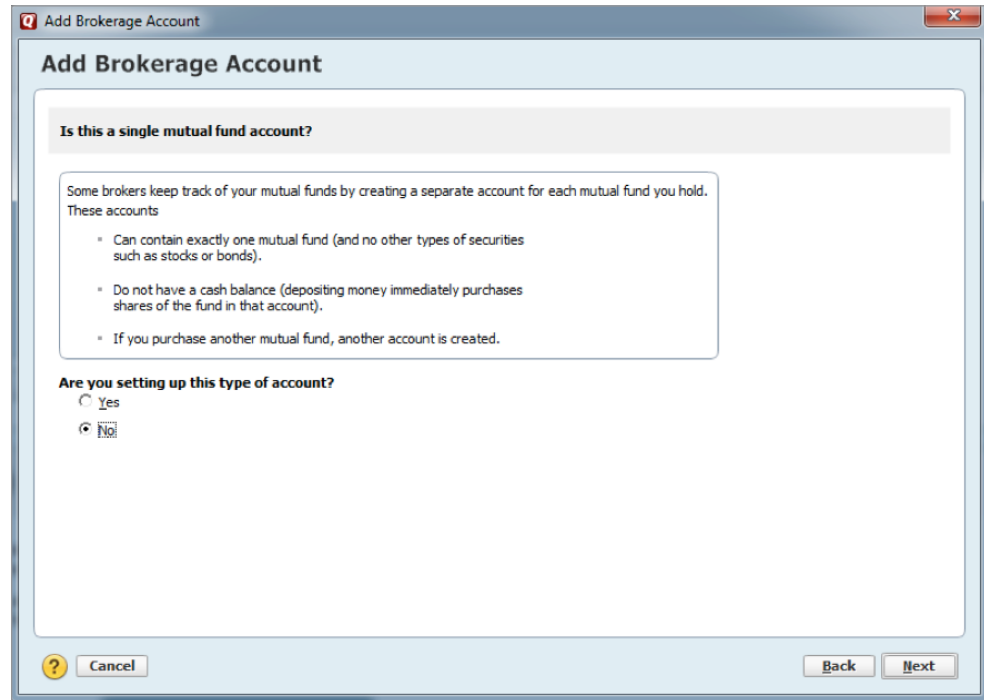 Add Brokerage Account
Add Brokerage Account
Is this a single mutual fund account?
Some brokers keep track of your mutual funds by creating a separate account for each mutual fund you hold.
These accounts
Can contain exactly one mutual fund (and no other types of securities
such as stocks or bonds).
Do not have a cash balance (depositing money immediately purchases
shares of the fund in that account).
If you purchase another mutual fund, another account is created.
Are you setting up this type of account?
Yes
No
? Cancel Back Next